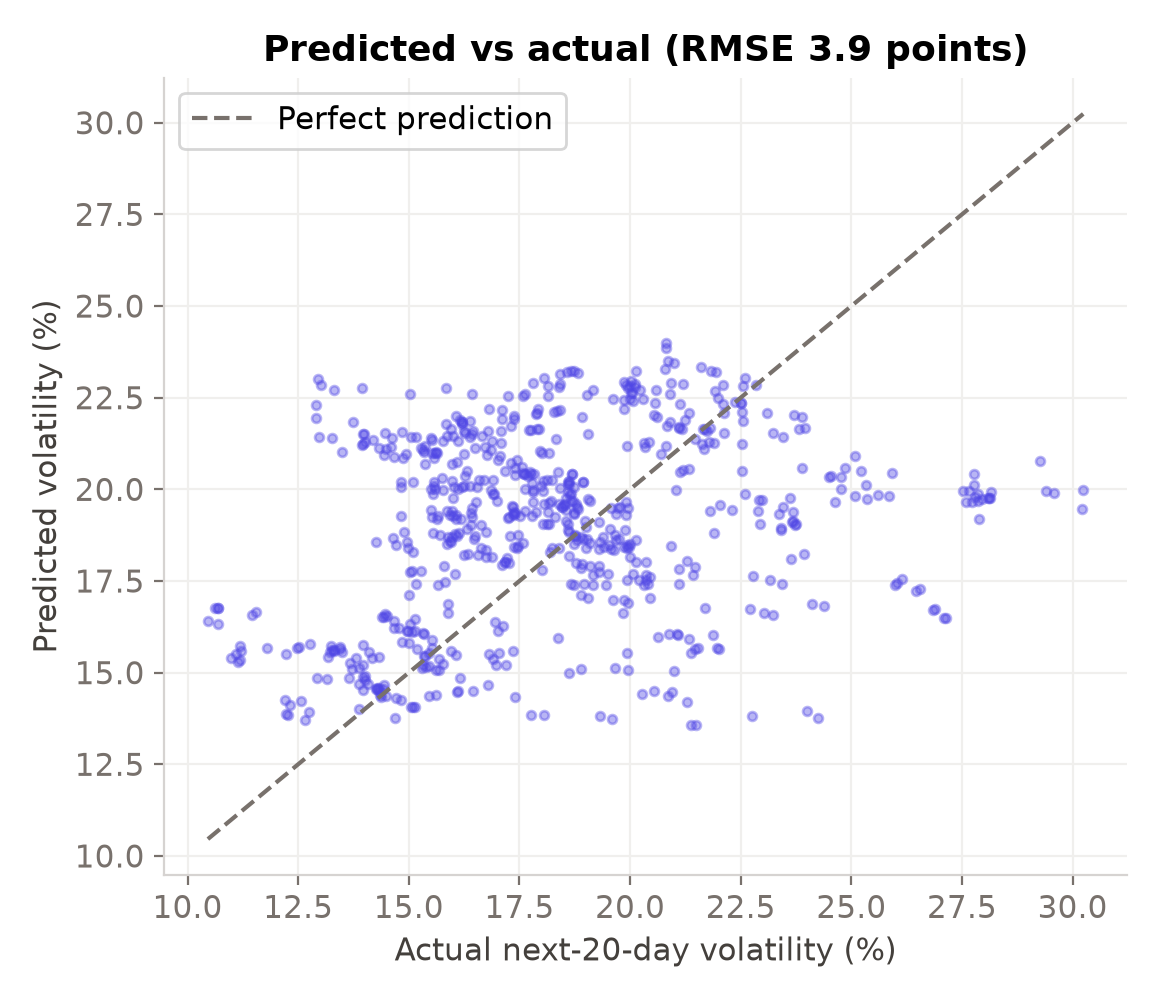 Predicted vs actual (RMSE 3.9 points)
Perfect prediction
30.0
27.5
25.0
22.5
20.0
17.5
15.0
12.5
10.0
Predicted volatility (%)
10.0 12.5 15.0 17.5 20.0 22.5 25.0 27.5 30.0
Actual next-20-day volatility (%)